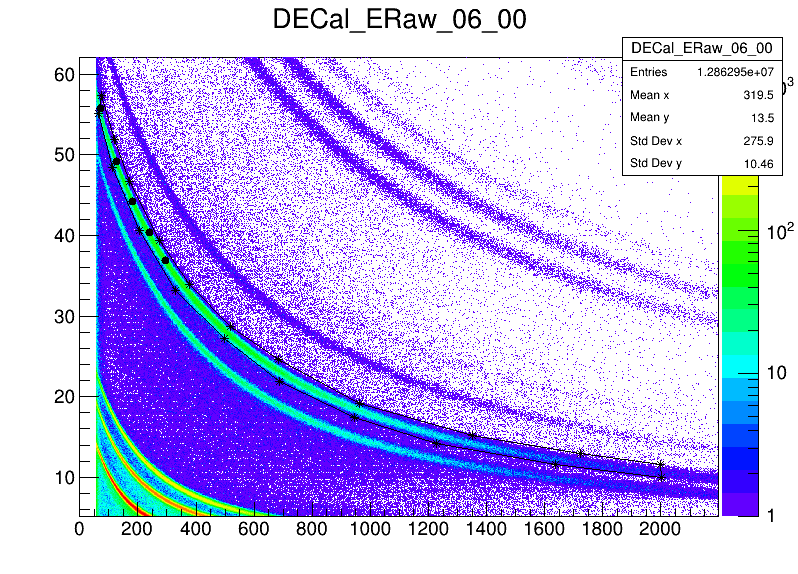 DECal_ERaw_06_00
DECal_ERaw_06_00
Entries 1.286295e+07
Mean x 319.5
Mean y 13.5
Std Dev x 275.9
Std Dev y 10.46
60
50
40
30
20
10
0 200 400 600 800 1000 1200 1400 1600 1800 2000
10²
10
1